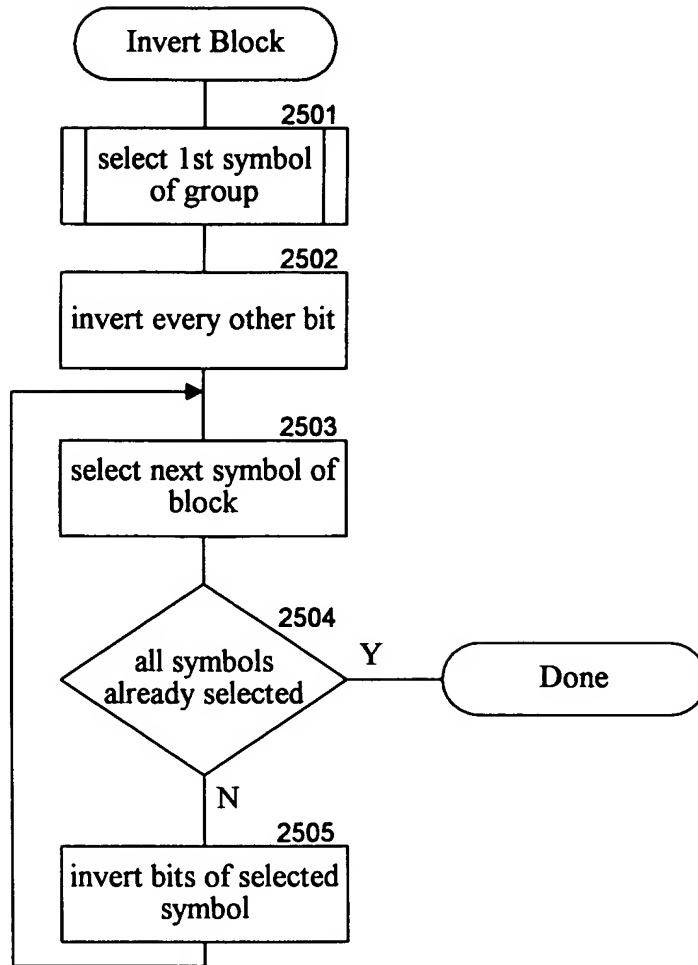 Invert Block
2501
select 1st symbol
of group
2502
invert every other bit
2503
select next symbol of
block
2504
all symbols
already selected
Y
Done
N
2505
invert bits of selected
symbol